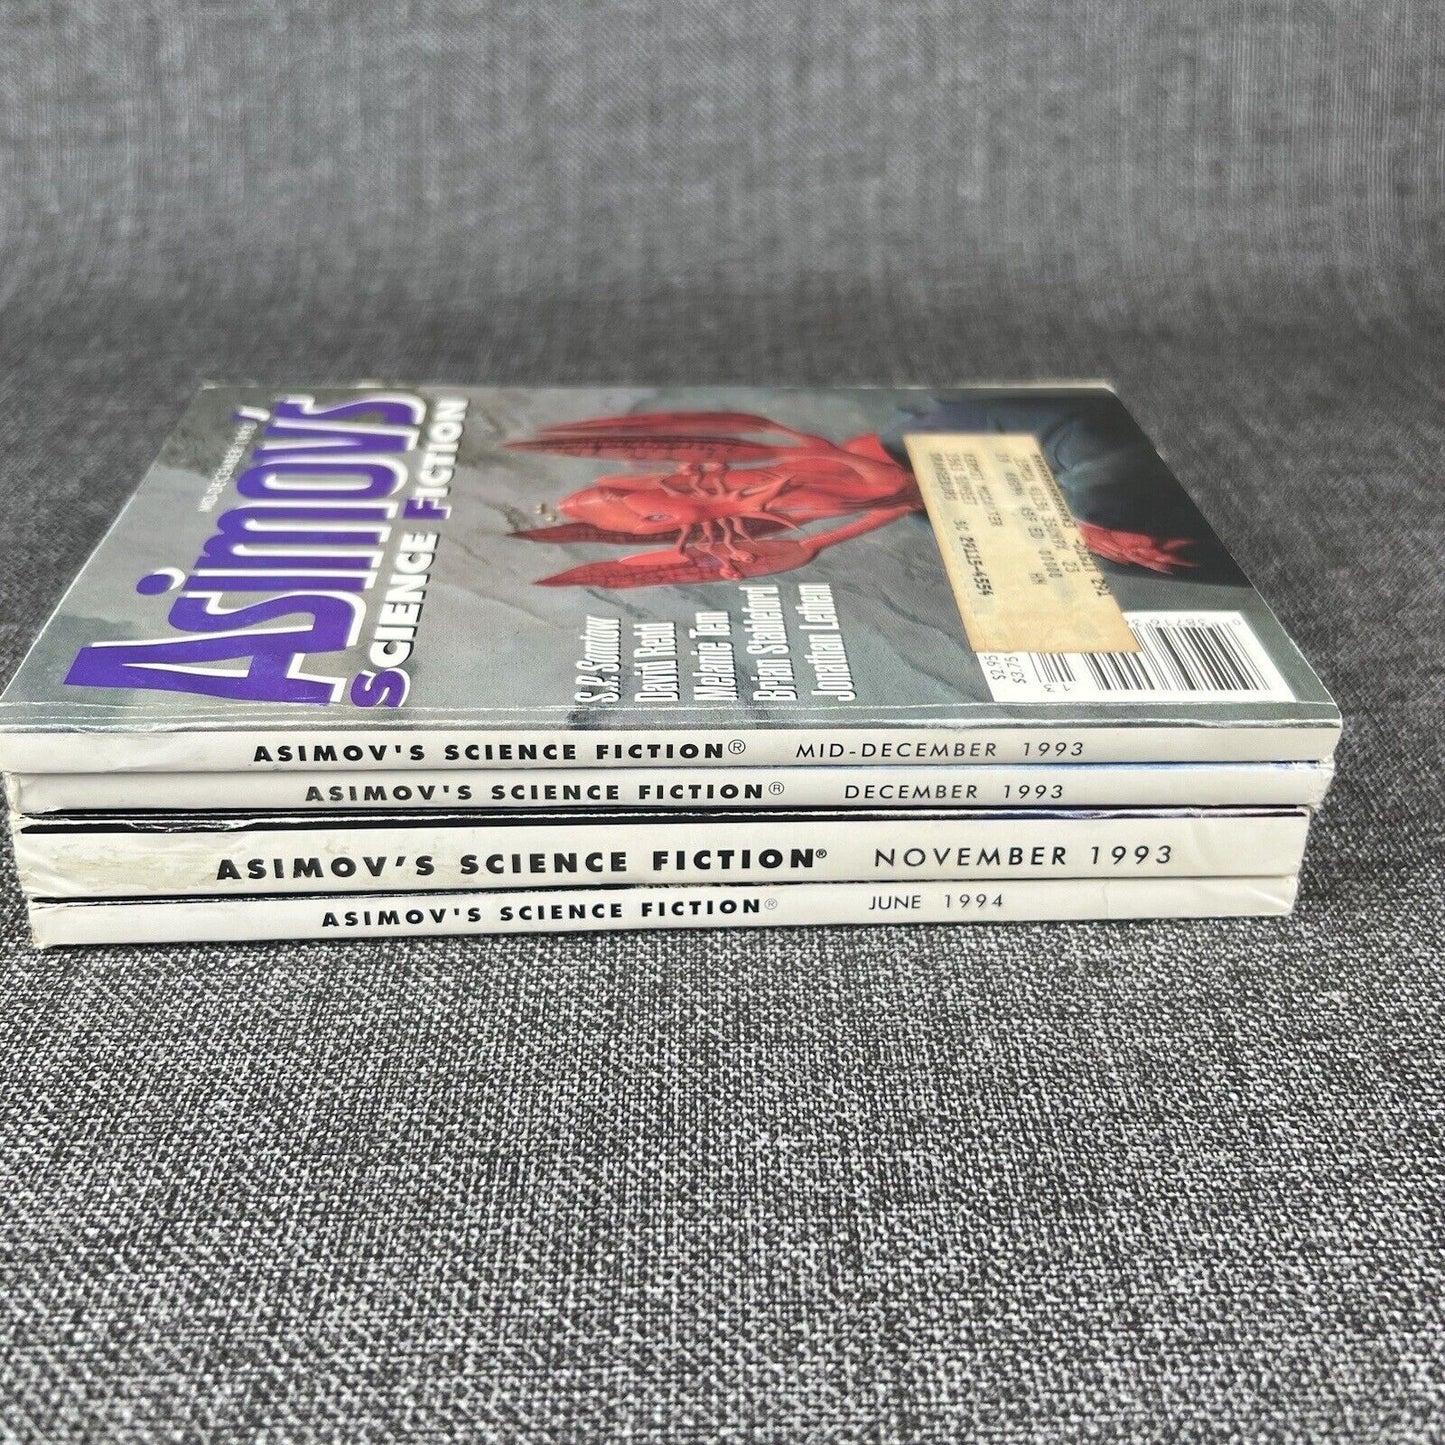 MID-DECEMBER 1993
Asimov's
SCIENCE FICTION
S.P. Somtow
David Redd
Melanie Tem
Brian Stableford
Jonathan Lethem
$2.95
$3.75
ASIMOV'S SCIENCE FICTION® MID-DECEMBER 1993
ASIMOV'S SCIENCE FICTION® DECEMBER 1993
ASIMOV'S SCIENCE FICTION® NOVEMBER 1993
ASIMOV'S SCIENCE FICTION® JUNE 1994